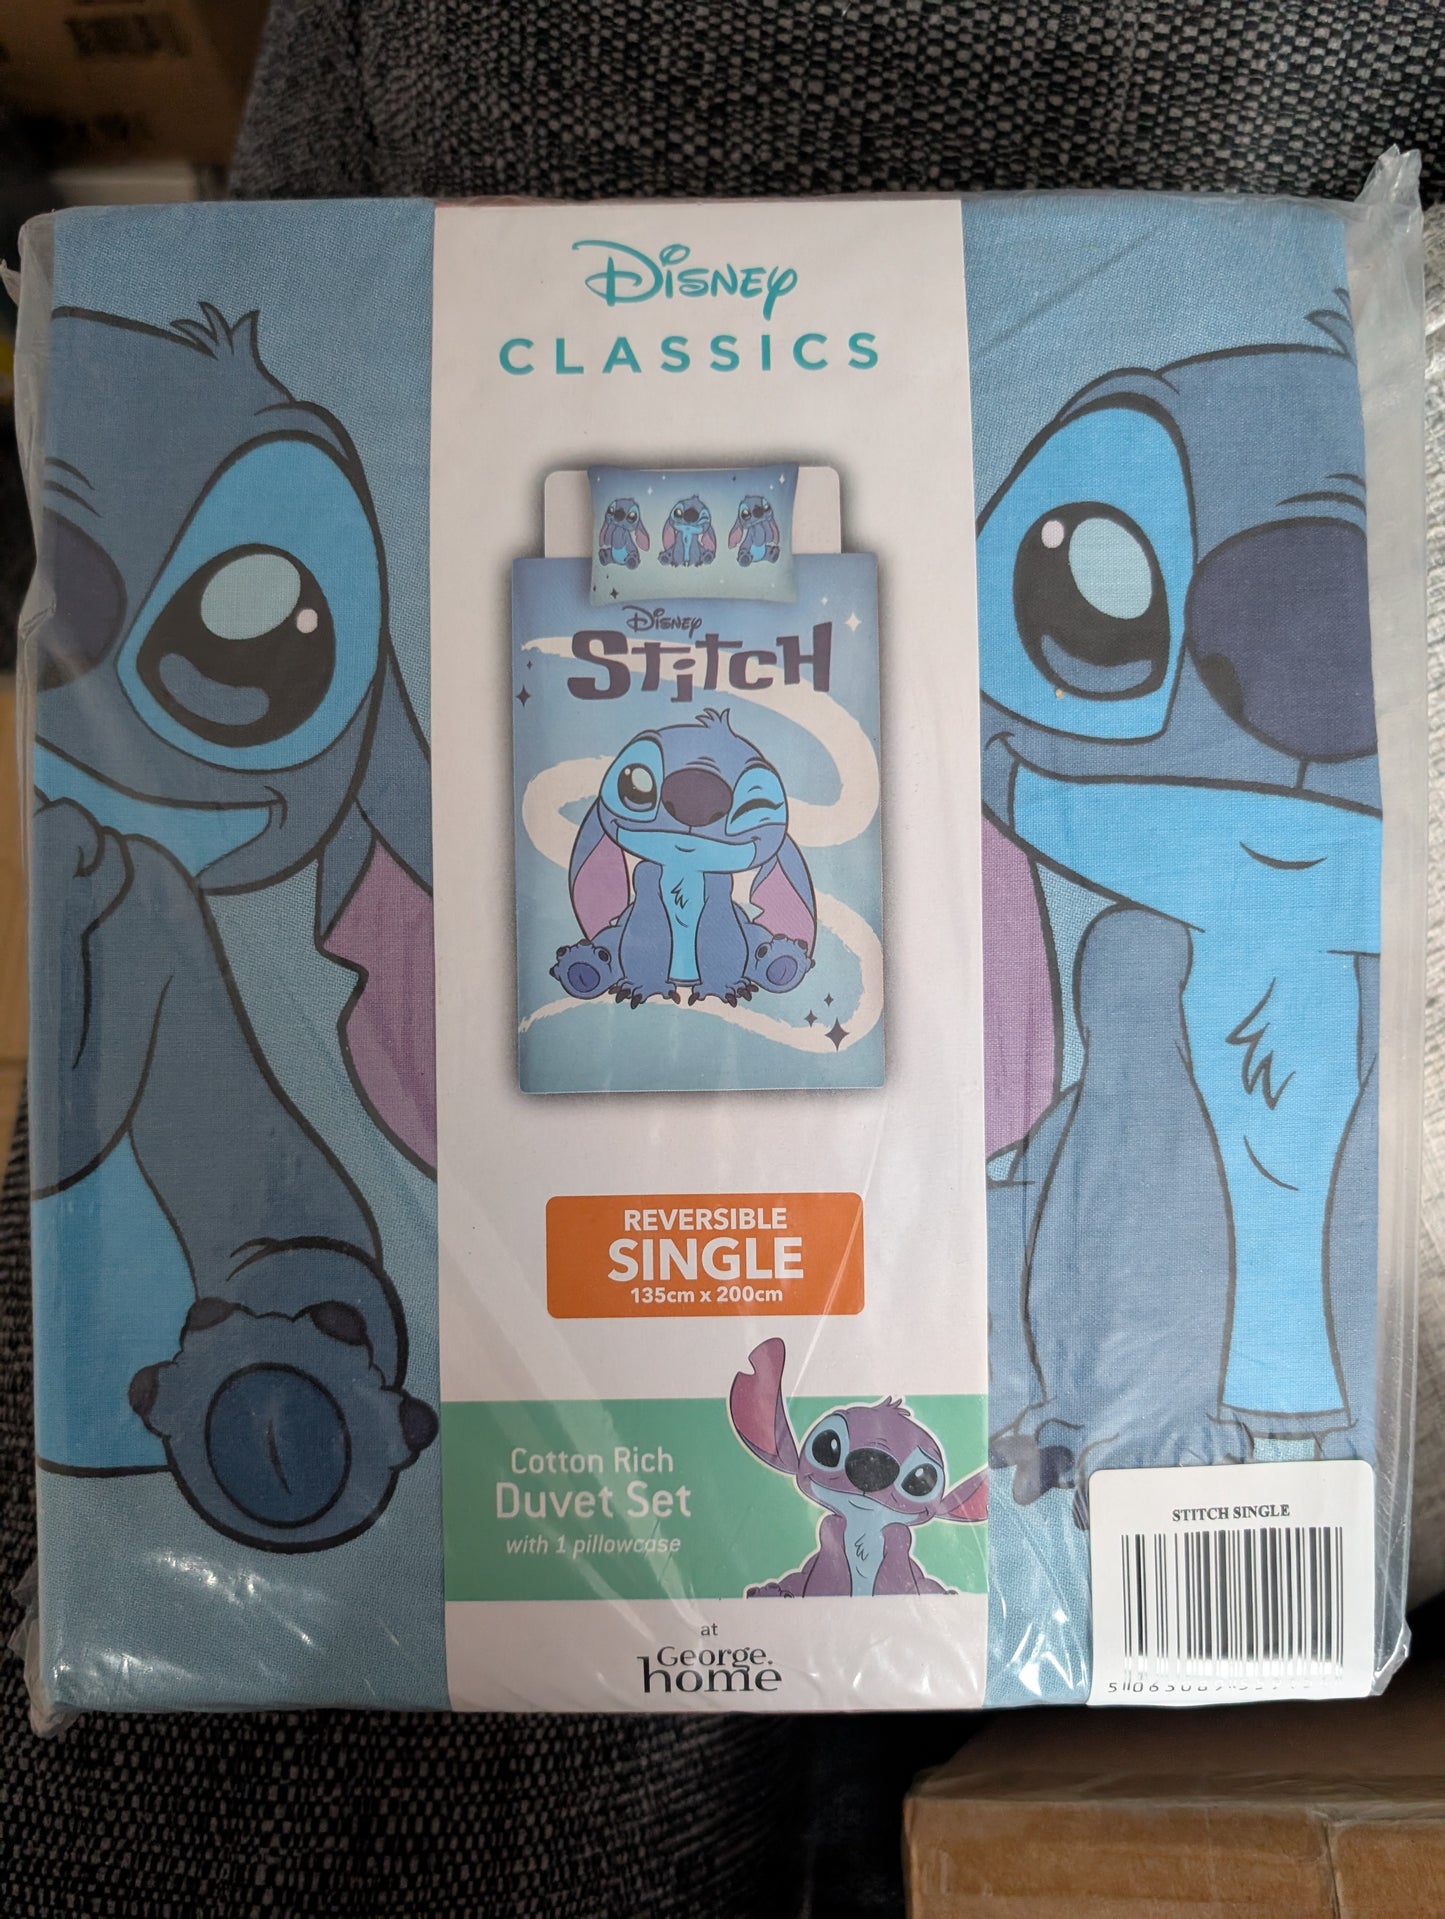 Disney
CLASSICS
Disney
Stitch
REVERSIBLE
SINGLE
135cm x 200cm
Cotton Rich
Duvet Set
with 1 pillowcase
at
George.
home
STITCH SINGLE